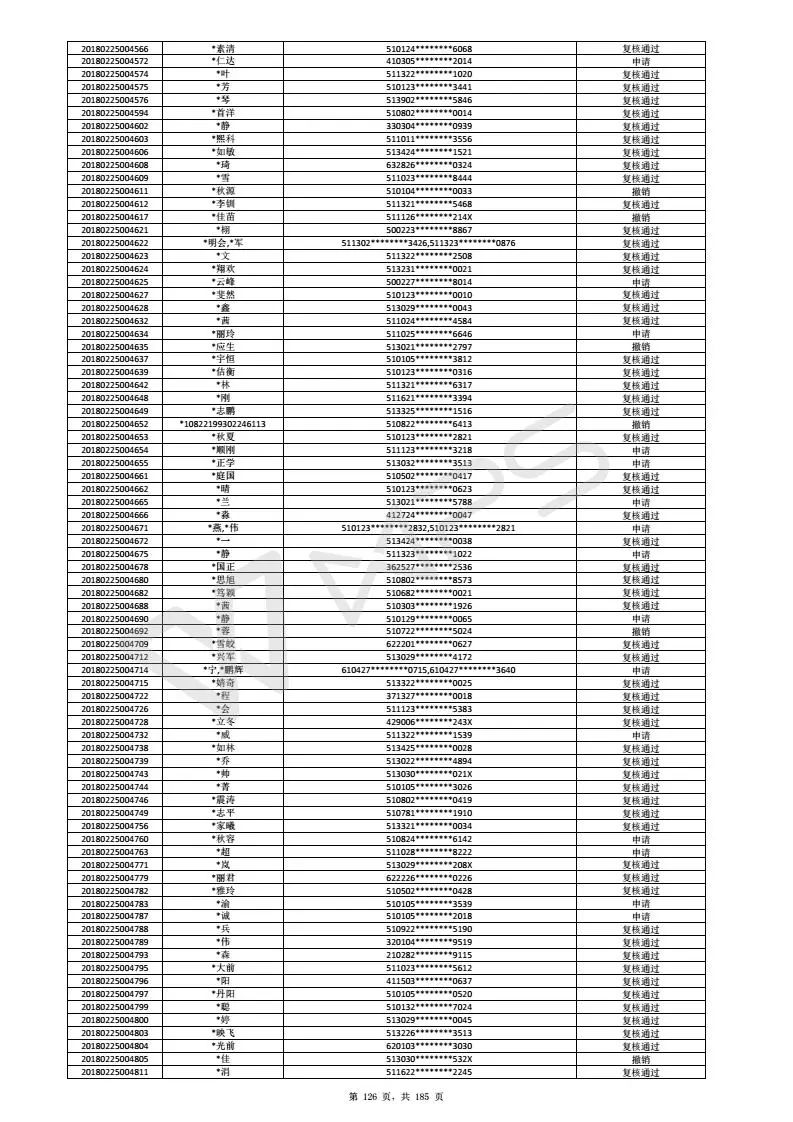 20180225004566 *素清 510124********6068 复核通过
20180225004572 *仁达 410305********2014 申请
20180225004574 *叶 511322********1020 复核通过
20180225004575 *芳 510123********3441 复核通过
20180225004576 *琴 513902********5846 复核通过
20180225004594 *首洋 510802********0014 复核通过
20180225004602 *静 330304********0939 复核通过
20180225004603 *熙科 511011********3556 复核通过
20180225004606 *如敏 513424********1521 复核通过
20180225004608 *琦 632826********0324 复核通过
20180225004609 *雪 511023********8444 复核通过
20180225004611 *秋源 510104********0033 撤销
20180225004612 *李钏 511321********5468 复核通过
20180225004617 *佳苗 511126********214X 撤销
20180225004621 *栩 500223********8867 复核通过
20180225004622 *明会,*军 511302********3426,511323********0876 复核通过
20180225004623 *文 511322********2508 复核通过
20180225004624 *翔欢 513231********0021 复核通过
20180225004625 *云峰 500227********8014 申请
20180225004627 *斐然 510123********0010 复核通过
20180225004628 *鑫 513029********0043 复核通过
20180225004632 *茜 511024********4584 复核通过
20180225004634 *丽玲 511025********6646 申请
20180225004635 *应生 513021********2797 撤销
20180225004637 *宇恒 510105********3812 复核通过
20180225004639 *估衡 510123********0316 复核通过
20180225004642 *林 511321********6317 复核通过
20180225004648 *刚 511621********3394 复核通过
20180225004649 *志鹏 513325********1516 复核通过
20180225004652 *10822199302246113 510822********6413 撤销
20180225004653 *秋夏 510123********2821 复核通过
20180225004654 *顺刚 511123********3218 申请
20180225004655 *正学 513032********3513 申请
20180225004661 *庭国 510502********0417 复核通过
20180225004662 *晴 510123********0623 复核通过
20180225004665 *兰 513021********5788 申请
20180225004666 *淼 412724********0047 复核通过
20180225004671 *燕,*伟 510123********2832,510123********2821 申请
20180225004672 *一 513424********0038 复核通过
20180225004675 *静 511323********1022 申请
20180225004678 *国正 362527********2536 复核通过
20180225004680 *思旭 510802********8573 复核通过
20180225004682 *笃颖 510682********0021 复核通过
20180225004688 *茜 510303********1926 复核通过
20180225004690 *静 510129********0065 申请
20180225004692 *蓉 510722********5024 撤销
20180225004709 *雪皎 622201********0627 复核通过
20180225004712 *兴军 513029********4172 复核通过
20180225004714 *宁,*鹏辉 610427********0715,610427********3640 申请
20180225004715 *婧奇 513322********0025 复核通过
20180225004722 *程 371327********0018 复核通过
20180225004726 *会 511123********5383 复核通过
20180225004728 *立冬 429006********243X 复核通过
20180225004732 *威 511322********1539 申请
20180225004738 *如林 513425********0028 复核通过
20180225004739 *乔 513022********4894 复核通过
20180225004743 *帅 513030********021X 复核通过
20180225004744 *菁 510105********3026 复核通过
20180225004746 *震涛 510802********0419 复核通过
20180225004749 *志平 510781********1910 复核通过
20180225004756 *家曦 513321********0034 复核通过
20180225004760 *秋容 510824********6142 申请
20180225004763 *超 511028********8222 申请
20180225004771 *岚 513029********208X 复核通过
20180225004779 *丽君 622226********0226 复核通过
20180225004782 *雅玲 510502********0428 复核通过
20180225004783 *渝 510105********3539 申请
20180225004787 *诚 510105********2018 申请
20180225004788 *兵 510922********5190 复核通过
20180225004789 *伟 320104********9519 复核通过
20180225004793 *森 210282********9115 复核通过
20180225004795 *大前 511023********5612 复核通过
20180225004796 *阳 411503********0637 复核通过
20180225004797 *丹阳 510105********0520 复核通过
20180225004799 *聪 510132********7024 复核通过
20180225004800 *婷 513029********0045 复核通过
20180225004803 *映飞 513226********3513 复核通过
20180225004804 *光前 620103********3030 复核通过
20180225004805 *佳 513030********532X 撤销
20180225004811 *涓 511622********2245 复核通过
第 126 页，共 185 页